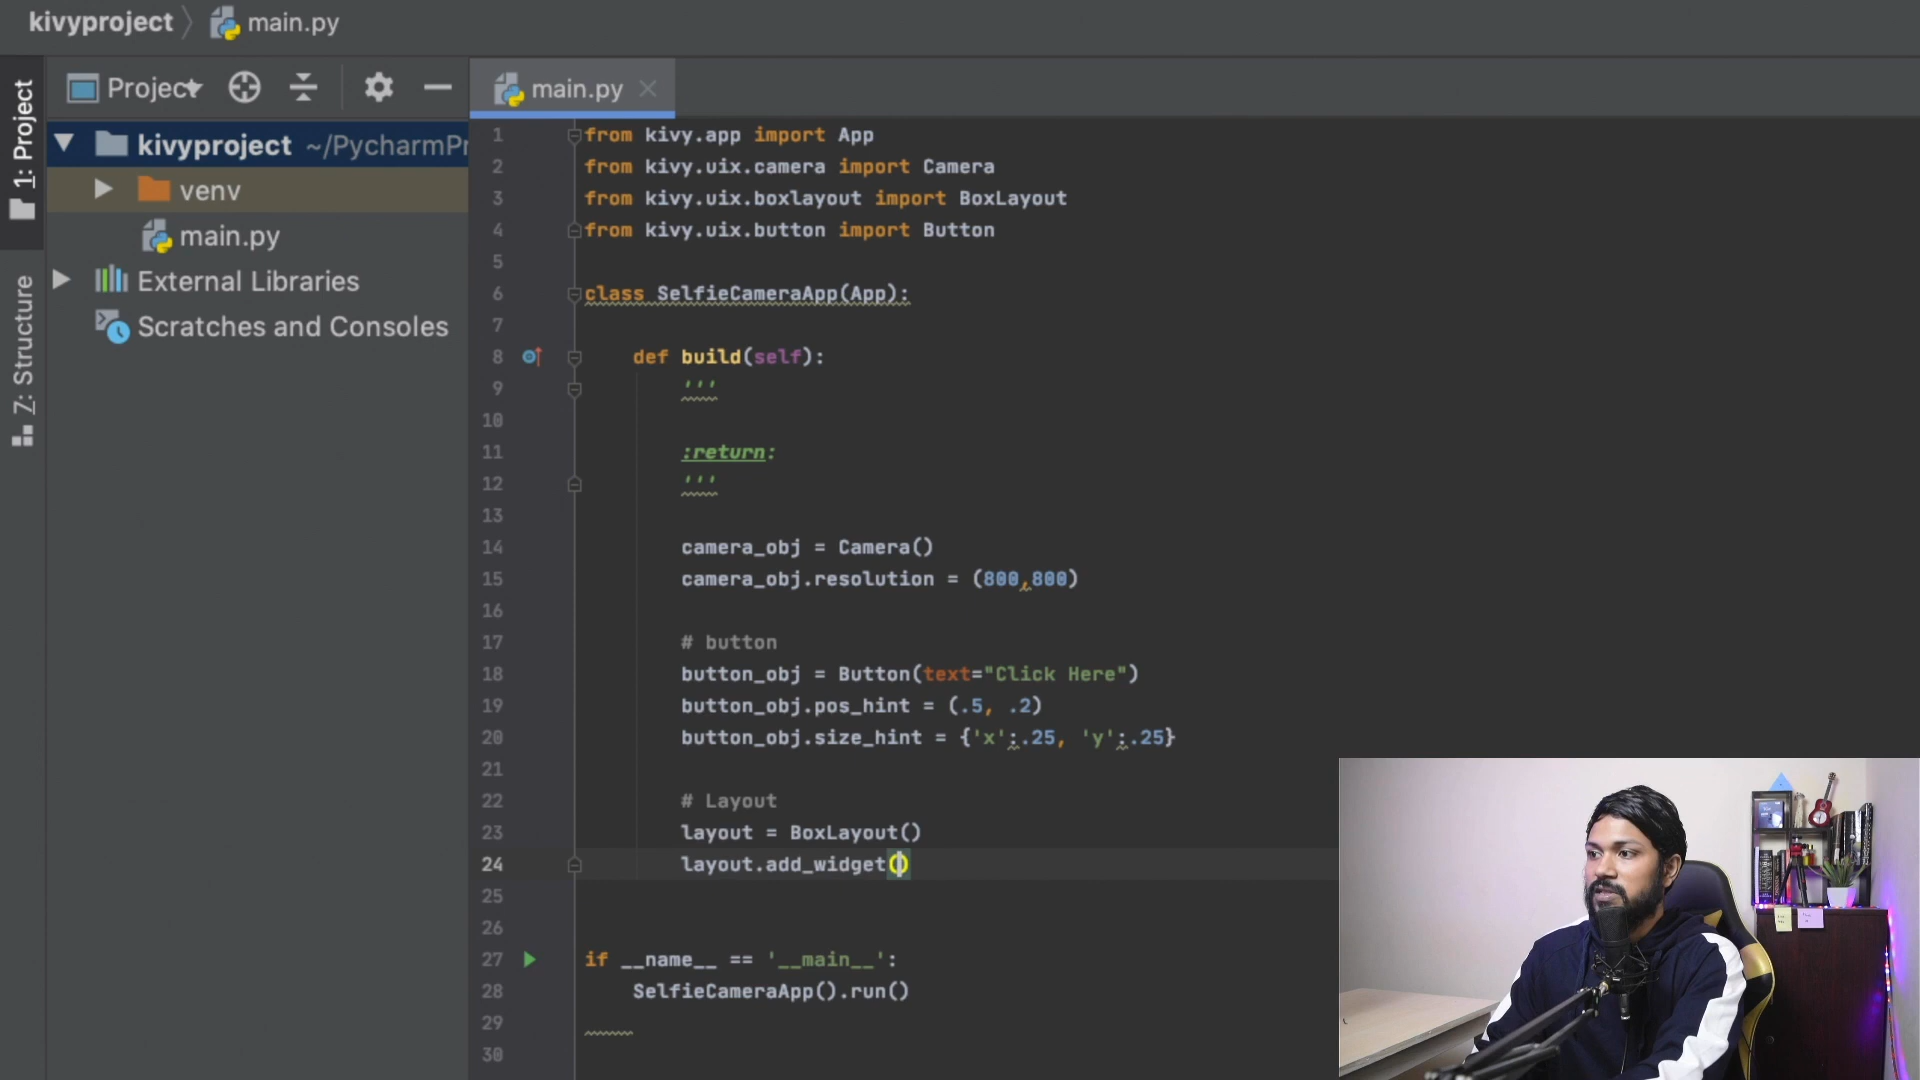 kivyproject 〉 main.py
1: Project
Project
main.py
kivyproject ~/PycharmPr
venv
main.py
External Libraries
Scratches and Consoles
Z: Structure
1 from kivy.app import App
2 from kivy.uix.camera import Camera
3 from kivy.uix.boxlayout import BoxLayout
4 from kivy.uix.button import Button
5
6 class SelfieCameraApp(App):
7
8 def build(self):
9 '''
10
11 :return:
12 '''
13
14 camera_obj = Camera()
15 camera_obj.resolution = (800,800)
16
17 # button
18 button_obj = Button(text="Click Here")
19 button_obj.pos_hint = (.5, .2)
20 button_obj.size_hint = {'x':.25, 'y':.25}
21
22 # Layout
23 layout = BoxLayout()
24 layout.add_widget()
25
26
27 if __name__ == '__main__':
28 SelfieCameraApp().run()
29
30